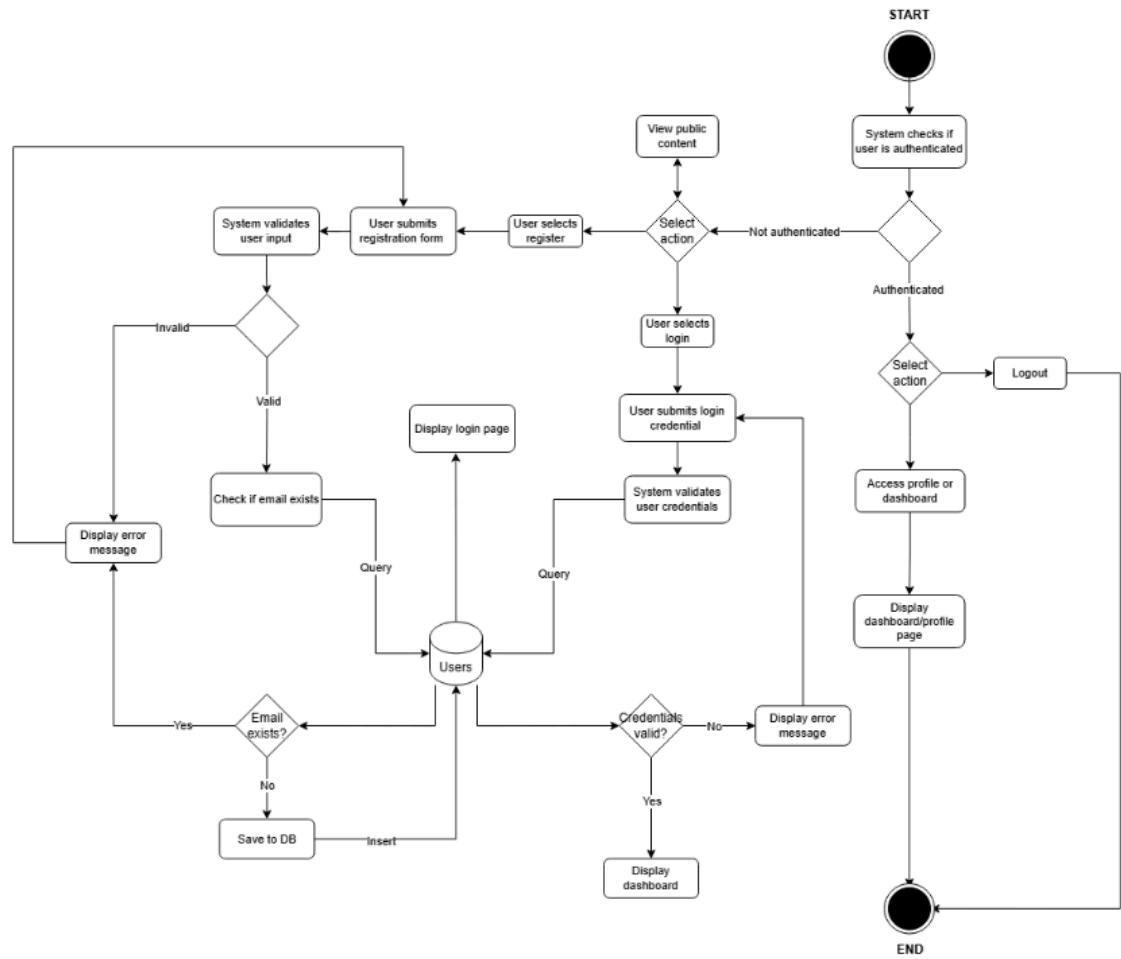 START
View public
content
System checks if
user is authenticated
System validates
user input
User submits
registration form
User selects
register
Select
action
Not authenticated
Authenticated
Invalid
User selects
login
Select
action
Logout
Valid
Display login page
User submits login
credential
Check if email exists
System validates
user credentials
Access profile or
dashboard
Display error
message
Query
Query
Display
dashboard/profile
page
Users
Yes
Email
exists?
Credentials
valid?
No
Display error
message
No
Yes
Save to DB
Insert
Display
dashboard
END